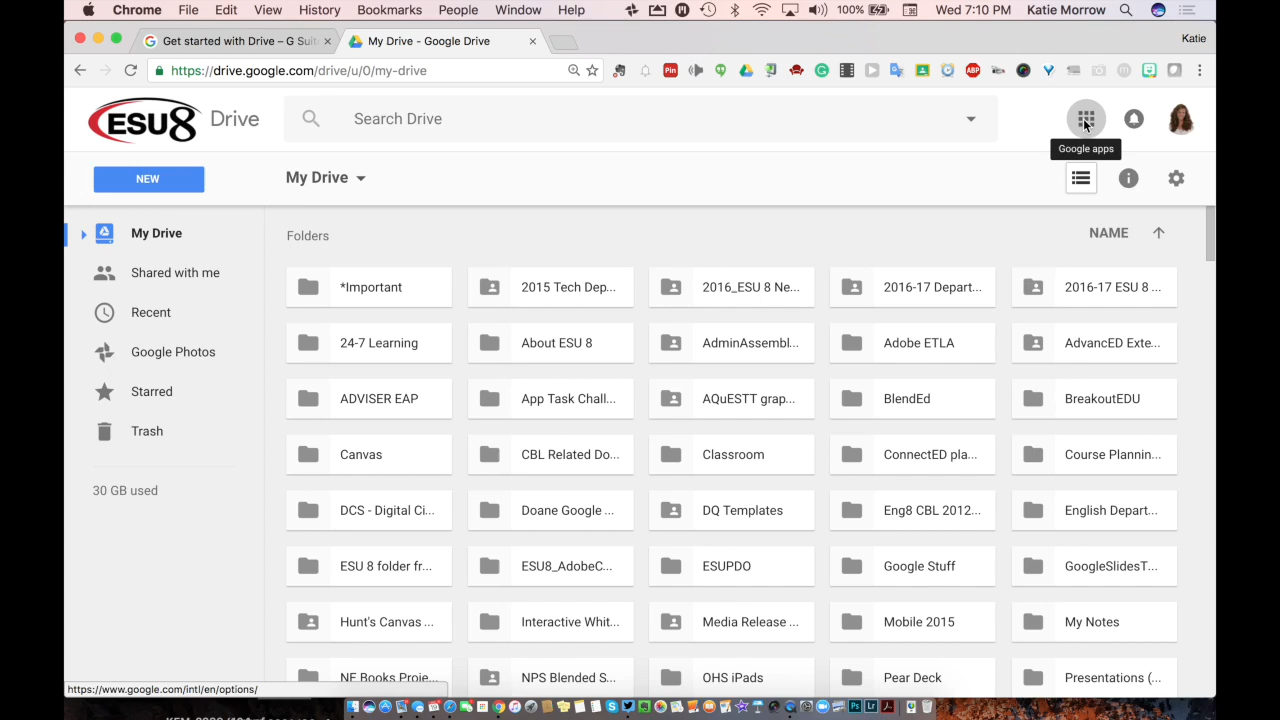 Chrome File Edit View History Bookmarks People Window Help 100% Wed 7:10 PM Katie Morrow
Get started with Drive – G Suit
My Drive - Google Drive
Katie
https://drive.google.com/drive/u/0/my-drive
ESU8 Drive
Search Drive
Google apps
NEW
My Drive
My Drive
Shared with me
Recent
Google Photos
Starred
Trash
30 GB used
Folders
NAME
*Important
2015 Tech Dep...
2016_ESU 8 Ne...
2016-17 Depart...
2016-17 ESU 8 ...
24-7 Learning
About ESU 8
AdminAssembl...
Adobe ETLA
AdvancED Exte...
ADVISER EAP
App Task Chall...
AQuESTT grap...
BlendEd
BreakoutEDU
Canvas
CBL Related Do...
Classroom
ConnectED pla...
Course Plannin...
DCS - Digital Ci...
Doane Google ...
DQ Templates
Eng8 CBL 2012...
English Depart...
ESU 8 folder fr...
ESU8_AdobeC...
ESUPDO
Google Stuff
GoogleSlidesT...
Hunt's Canvas ...
Interactive Whit...
Media Release ...
Mobile 2015
My Notes
NE Books Proje...
NPS Blended S...
OHS iPads
Pear Deck
Presentations (...
https://www.google.com/intl/en/options/